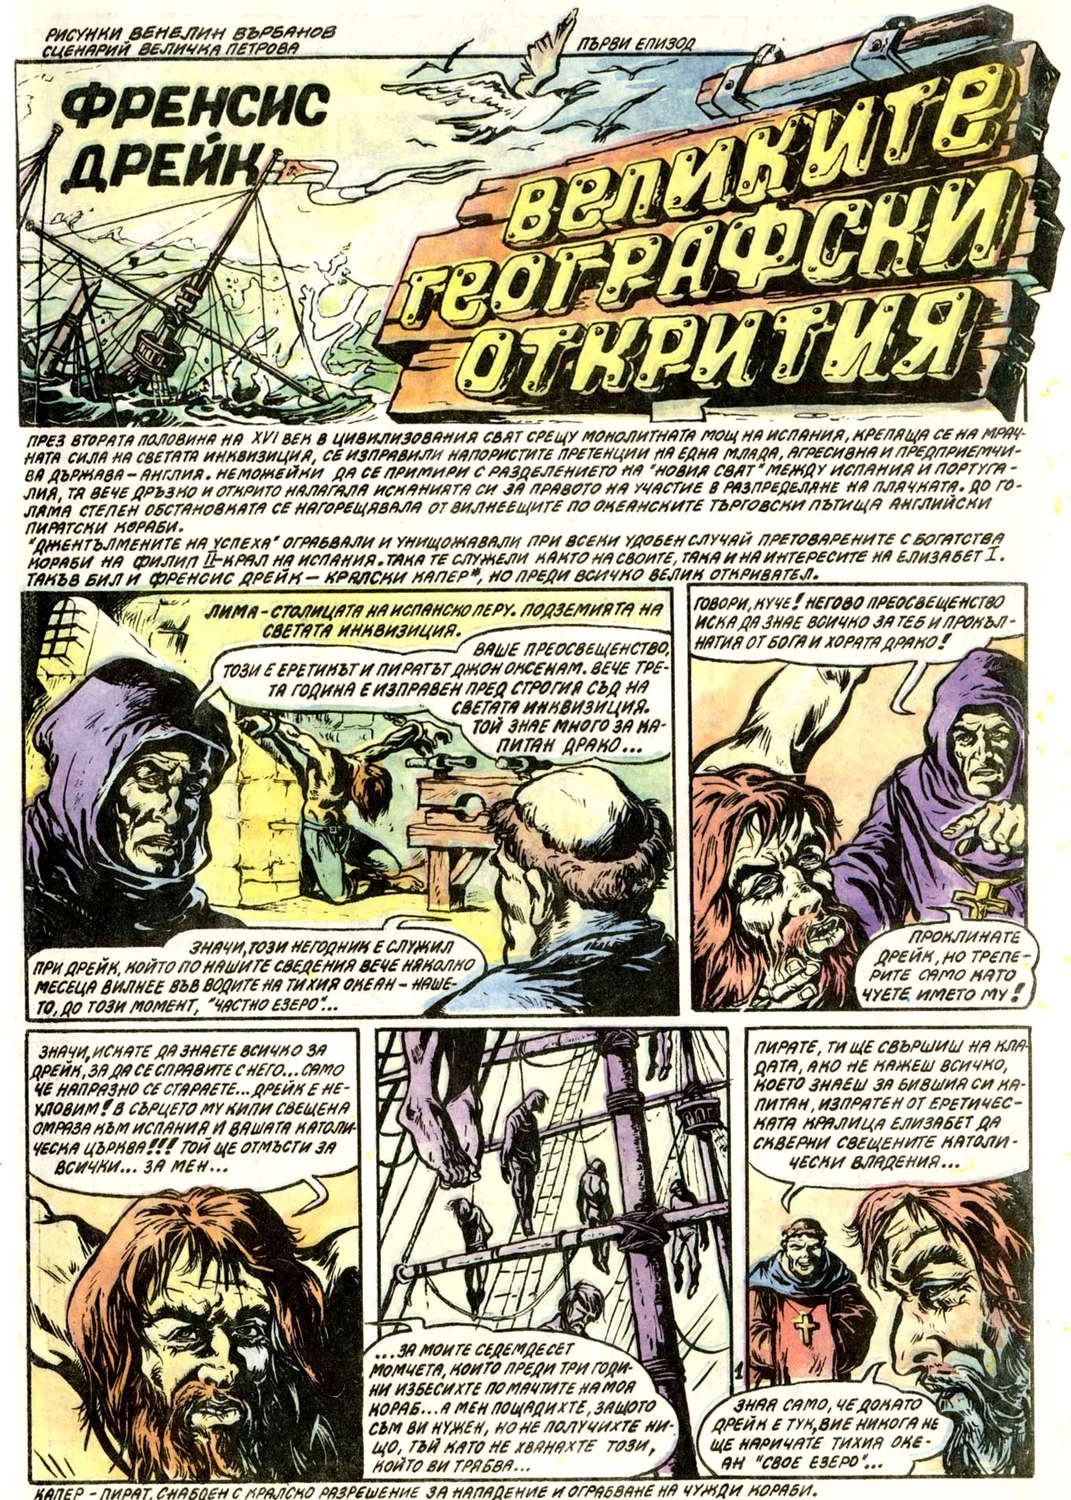 РИСУНКИ ВЕНЕЛИН ВЪРБАНОВ
СЦЕНАРИЙ ВЕЛИЧКА ПЕТРОВА
ПЪРВИ ЕПИЗОД
ФРЕНСИС
ДРЕЙК
ВЕЛИКИТЕ
ГЕОГРАФСКИ
ОТКРИТИЯ
ПРЕЗ ВТОРАТА ПОЛОВИНА НА XVI ВЕК В ЦИВИЛИЗОВАНИЯ СВЯТ СРЕЩУ МОНОЛИТНАТА МОЩ НА ИСПАНИЯ, КРЕПЯЩА СЕ НА МРАЧ-
НАТА СИЛА НА СВЕТАТА ИНКВИЗИЦИЯ, СЕ ИЗПРАВИЛИ НАПОРИСТИТЕ ПРЕТЕНЦИИ НА ЕДНА МЛАДА, АГРЕСИВНА И ПРЕДПРИЕМЧИ-
ВА ДЪРЖАВА - АНГЛИЯ. НЕМОЖЕЙКИ ДА СЕ ПРИМИРИ С РАЗДЕЛЕНИЕТО НА "НОВИЯ СВЯТ" МЕЖДУ ИСПАНИЯ И ПОРТУГА-
ЛИЯ, ТЯ ВЕЧЕ ДРЪЗКО И ОТКРИТО НАЛАГАЛА ИСКАНИЯТА СИ ЗА ПРАВОТО НА УЧАСТИЕ В РАЗПРЕДЕЛЯНЕ НА ПЛЯЧКАТА. ДО ГО-
ЛЯМА СТЕПЕН ОБСТАНОВКАТА СЕ НАГОРЕЩЯВАЛА ОТ ВИЛНЕЕЩИТЕ ПО ОКЕАНСКИТЕ ТЪРГОВСКИ ПЪТИЩА АНГЛИЙСКИ
ПИРАТСКИ КОРАБИ.
"ДЖЕНТЪЛМЕНИТЕ НА УСПЕХА" ОГРАБВАЛИ И УНИЩОЖАВАЛИ ПРИ ВСЕКИ УДОБЕН СЛУЧАЙ ПРЕТОВАРЕНИТЕ С БОГАТСТВА
КОРАБИ НА ФИЛИП II - КРАЛ НА ИСПАНИЯ. ТАКА ТЕ СЛУЖЕЛИ КАКТО НА СВОИТЕ, ТАКА И НА ИНТЕРЕСИТЕ НА ЕЛИЗАБЕТ I.
ТАКЪВ БИЛ И ФРЕНСИС ДРЕЙК - КРАЛСКИ КАПЕР*, НО ПРЕДИ ВСИЧКО ВЕЛИК ОТКРИВАТЕЛ.
ЛИМА - СТОЛИЦАТА НА ИСПАНСКО ПЕРУ. ПОДЗЕМИЯТА НА
СВЕТАТА ИНКВИЗИЦИЯ.
ВАШЕ ПРЕОСВЕЩЕНСТВО,
ТОЗИ Е ЕРЕТИКЪТ И ПИРАТЪТ ДЖОН ОКСЕНАМ. ВЕЧЕ ТРЕ-
ТА ГОДИНА Е ИЗПРАВЕН ПРЕД СТРОГИЯ СЪД НА
СВЕТАТА ИНКВИЗИЦИЯ.
ТОЙ ЗНАЕ МНОГО ЗА КА-
ПИТАН ДРАКО...
ЗНАЧИ, ТОЗИ НЕГОДНИК Е СЛУЖИЛ
ПРИ ДРЕЙК, КОЙТО ПО НАШИТЕ СВЕДЕНИЯ ВЕЧЕ НЯКОЛКО
МЕСЕЦА ВИЛНЕЕ ВЪВ ВОДИТЕ НА ТИХИЯ ОКЕАН - НАШЕ-
ТО, ДО ТОЗИ МОМЕНТ, "ЧАСТНО ЕЗЕРО"...
ГОВОРИ, КУЧЕ! НЕГОВО ПРЕОСВЕЩЕНСТВО
ИСКА ДА ЗНАЕ ВСИЧКО ЗА ТЕБ И ПРОКЪЛ-
НАТИЯ ОТ БОГА И ХОРАТА ДРАКО!
ПРОКЛИНАТЕ
ДРЕЙК, НО ТРЕПЕ-
РИТЕ САМО КАТО
ЧУЕТЕ ИМЕТО МУ!
ЗНАЧИ, ИСКАТЕ ДА ЗНАЕТЕ ВСИЧКО ЗА
ДРЕЙК, ЗА ДА СЕ СПРАВИТЕ С НЕГО... САМО
ЧЕ НАПРАЗНО СЕ СТАРАЕТЕ... ДРЕЙК Е НЕ-
УЛОВИМ! В СЪРЦЕТО МУ КИПИ СВЕЩЕНА
ОМРАЗА КЪМ ИСПАНИЯ И ВАШАТА КАТОЛИ-
ЧЕСКА ЦЪРКВА!!! ТОЙ ЩЕ ОТМЪСТИ ЗА
ВСИЧКИ... ЗА МЕН...
...ЗА МОИТЕ СЕДЕМДЕСЕТ
МОМЧЕТА, КОИТО ПРЕДИ ТРИ ГОДИ-
НИ ИЗБЕСИХТЕ ПО МАЧТИТЕ НА МОЯ
КОРАБ... А МЕН ПОЩАДИХТЕ, ЗАЩОТО
СЪМ ВИ НУЖЕН, НО НЕ ПОЛУЧИХТЕ НИ-
ЩО, ТЪЙ КАТО НЕ ХВАНАХТЕ ТОЗИ,
КОЙТО ВИ ТРЯБВА...
ПИРАТЕ, ТИ ЩЕ СВЪРШИШ НА КЛА-
ДАТА, АКО НЕ КАЖЕШ ВСИЧКО,
КОЕТО ЗНАЕШ ЗА БИВШИЯ СИ КА-
ПИТАН, ИЗПРАТЕН ОТ ЕРЕТИЧЕС-
КАТА КРАЛИЦА ЕЛИЗАБЕТ ДА
СКВЕРНИ СВЕЩЕНИТЕ КАТОЛИ-
ЧЕСКИ ВЛАДЕНИЯ...
1
ЗНАЯ САМО, ЧЕ ДОКАТО
ДРЕЙК Е ТУК, ВИЕ НИКОГА НЕ
ЩЕ НАРИЧАТЕ ТИХИЯ ОКЕ-
АН "СВОЕ ЕЗЕРО"...
КАПЕР - ПИРАТ, СНАБДЕН С КРАЛСКО РАЗРЕШЕНИЕ ЗА НАПАДЕНИЕ И ОГРАБВАНЕ НА ЧУЖДИ КОРАБИ.